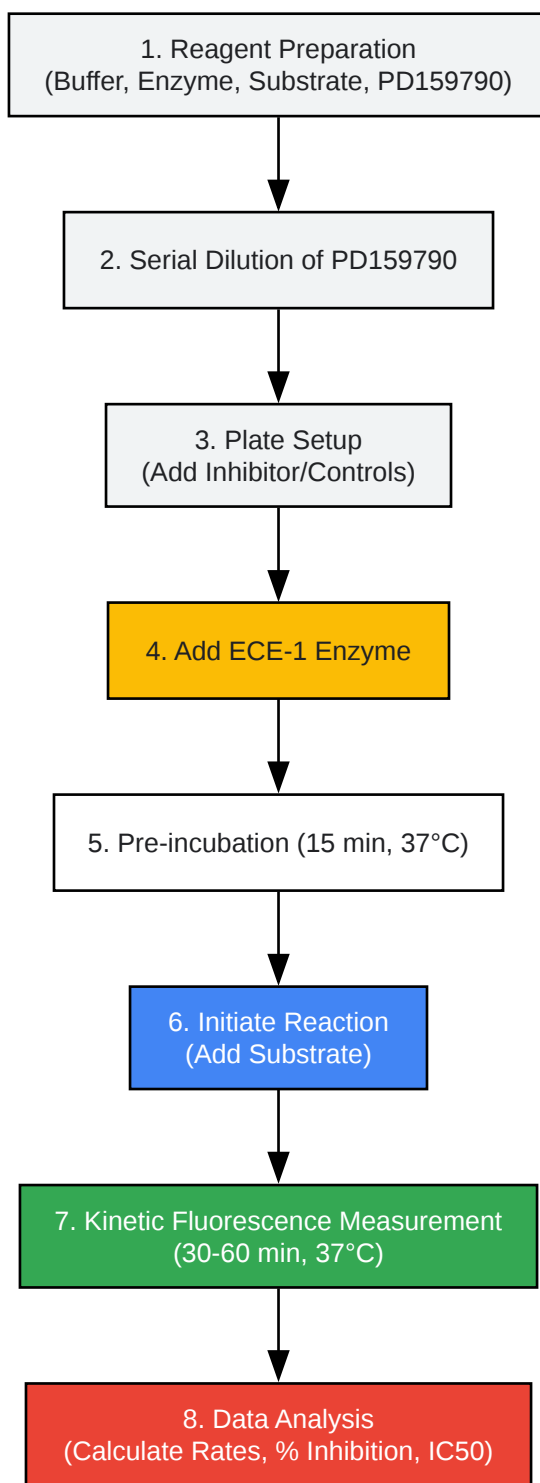 1. Reagent Preparation
(Buffer, Enzyme, Substrate, PD159790)
2. Serial Dilution of PD159790
3. Plate Setup
(Add Inhibitor/Controls)
4. Add ECE-1 Enzyme
5. Pre-incubation (15 min, 37°C)
6. Initiate Reaction
(Add Substrate)
7. Kinetic Fluorescence Measurement
(30-60 min, 37°C)
8. Data Analysis
(Calculate Rates, % Inhibition, IC50)